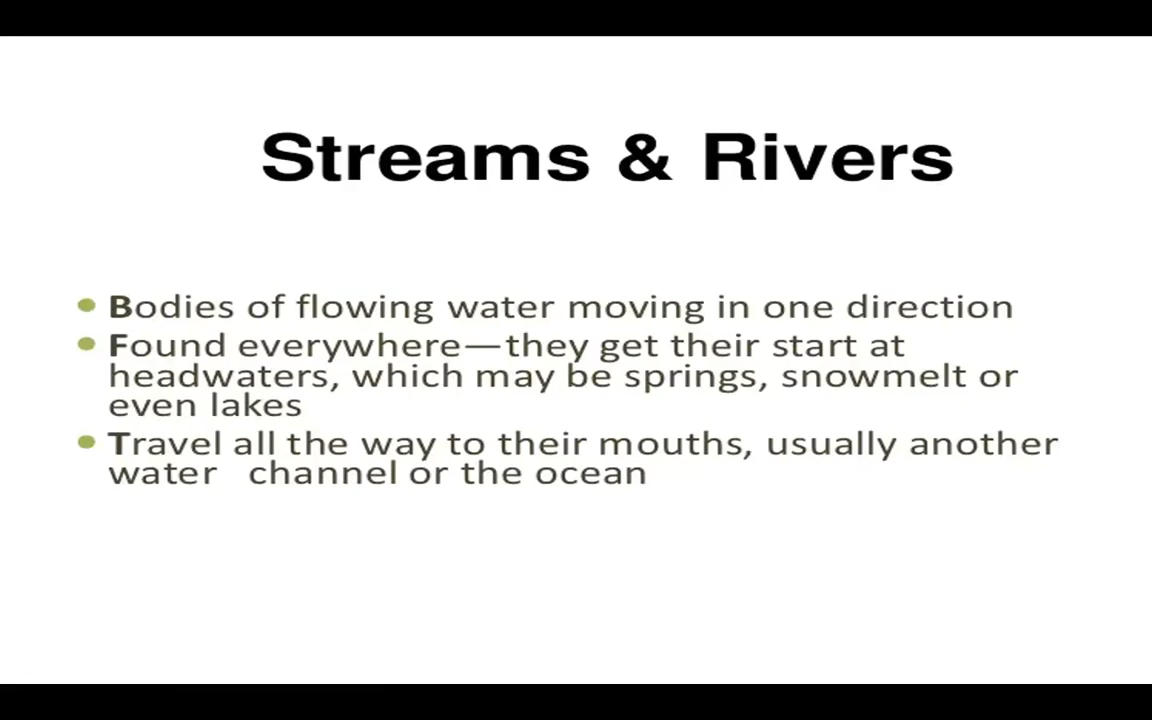 Streams & Rivers
Bodies of flowing water moving in one direction
Found everywhere—they get their start at
headwaters, which may be springs, snowmelt or
even lakes
Travel all the way to their mouths, usually another
water channel or the ocean